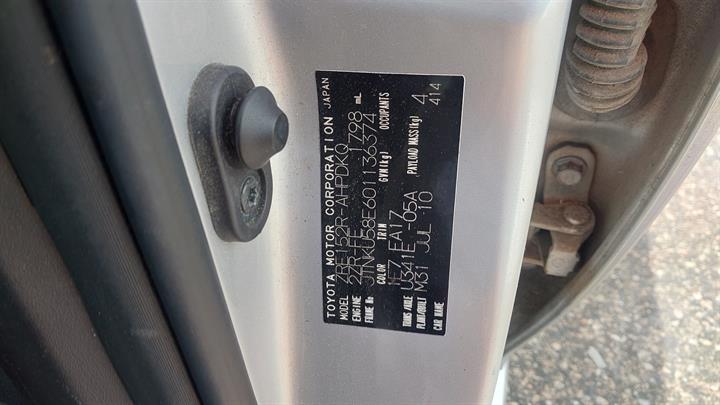 TOYOTA MOTOR CORPORATION JAPAN
MODEL ZRE152R-AHPDKQ
ENGINE 2ZR-FE 1798 mL
FRAME No JTNKU58E601136374
COLOR TRIM GVM(kg) OCCUPANTS
1F7 EA17 4
TRANS/AXLE U341E -05A PAYLOAD MASS(kg) 414
PLANT/BUILT M31 JUL 10
CAR NAME